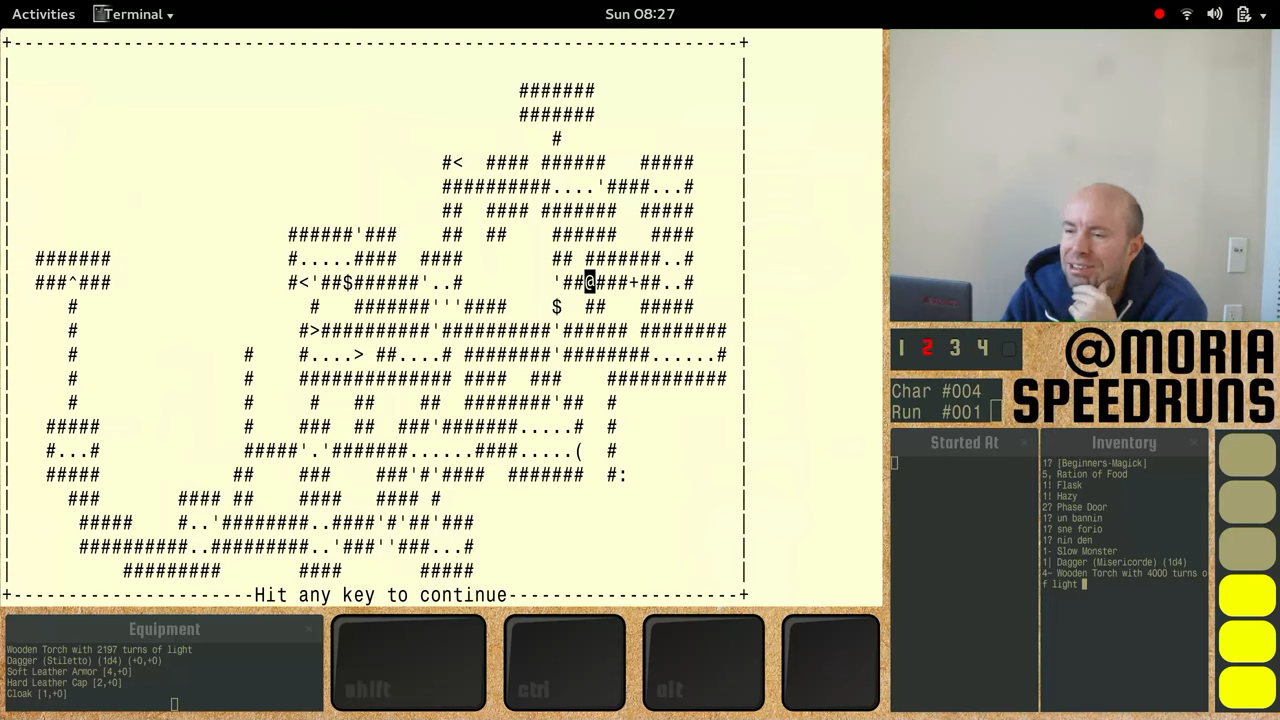 Activities Terminal ▾ Sun 08:27
+-------------------------------------------------------------------+
#######
#######
#
#< #### ###### #####
##########....'####...#
## #### ####### #####
######'### ## ## ###### ####
####### #.....#### #### ## #######..#
###^### #<'##$######'..# '##@###+##..#
# # #######'''#### $ ## #####
# #>##########'##########'###### ########
# # #....> ##....# ########'########......#
# # ############## #### ### ###########
# # # ## ## ########'## #
##### # ### ## ###'#######.....# #
#...# #####'.'#######......####.....( #
##### ## ### ###'#'#### ####### #:
### #### ## #### #### #
##### #..'########..####'#'##'###
##########..#########..'###''###...#
######### #### #####
+----------------------Hit any key to continue----------------------+
1 2 3 4
@MORIA
SPEEDRUNS
Char #004
Run #001
Started At
Inventory
1? [Beginners-Magick]
5, Ration of Food
1! Flask
1! Hazy
2? Phase Door
1? un bannin
1? sne forio
1? nin den
1- Slow Monster
1| Dagger (Misericorde) (1d4)
4~ Wooden Torch with 4000 turns o
f light
Equipment
Wooden Torch with 2197 turns of light
Dagger (Stiletto) (1d4) (+0,+0)
Soft Leather Armor [4,+0]
Hard Leather Cap [2,+0]
Cloak [1,+0]
shift
ctrl
alt